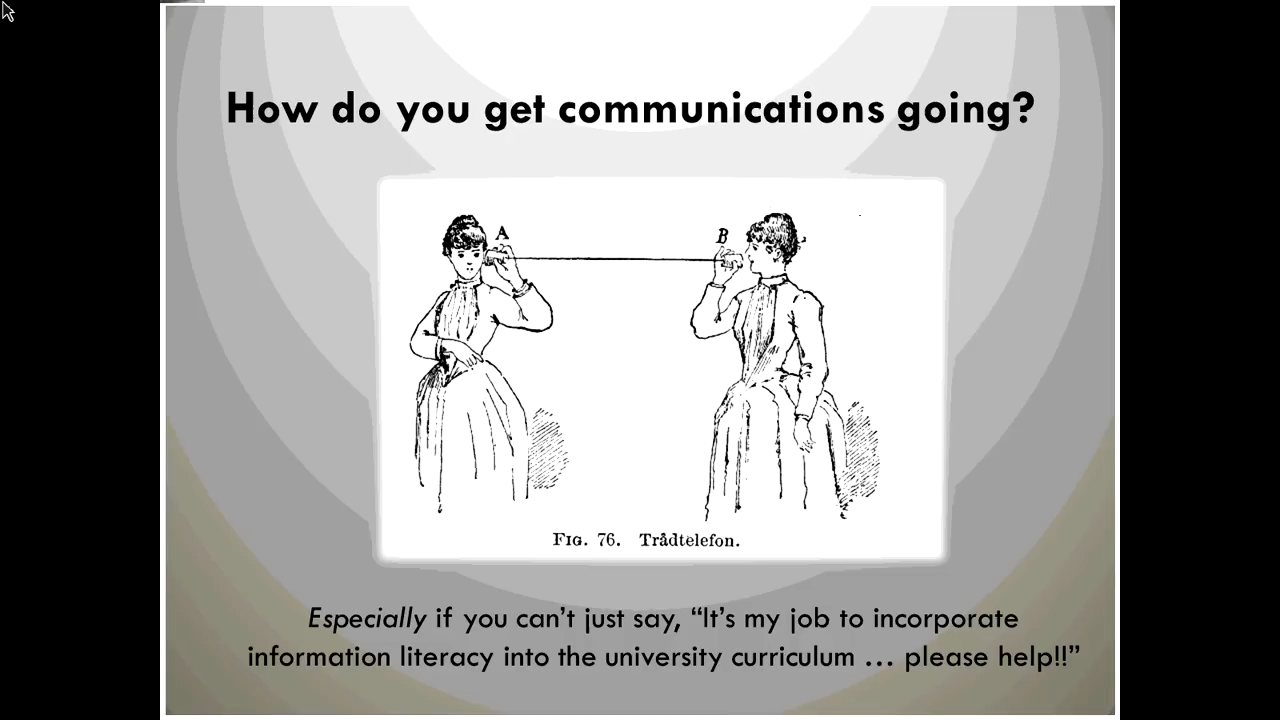 How do you get communications going?
A
B
FIG. 76. Trådtelefon.
Especially if you can’t just say, “It’s my job to incorporate
information literacy into the university curriculum … please help!!”